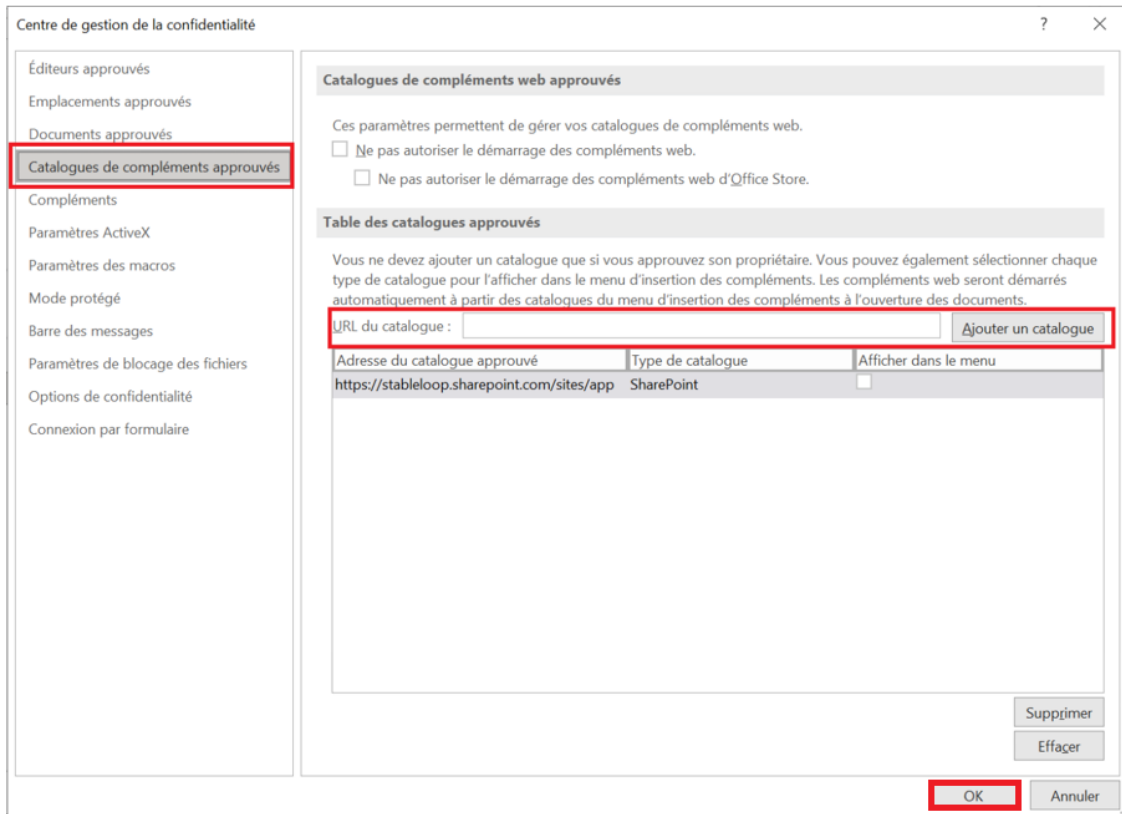 Centre de gestion de la confidentialité
?
Éditeurs approuvés
Emplacements approuvés
Documents approuvés
Catalogues de compléments approuvés
Compléments
Paramètres ActiveX
Paramètres des macros
Mode protégé
Barre des messages
Paramètres de blocage des fichiers
Options de confidentialité
Connexion par formulaire
Catalogues de compléments web approuvés
Ces paramètres permettent de gérer vos catalogues de compléments web.
Ne pas autoriser le démarrage des compléments web.
Ne pas autoriser le démarrage des compléments web d'Office Store.
Table des catalogues approuvés
Vous ne devez ajouter un catalogue que si vous approuvez son propriétaire. Vous pouvez également sélectionner chaque
type de catalogue pour l'afficher dans le menu d'insertion des compléments. Les compléments web seront démarrés
automatiquement à partir des catalogues du menu d'insertion des compléments à l'ouverture des documents.
URL du catalogue : Ajouter un catalogue
Adresse du catalogue approuvé Type de catalogue Afficher dans le menu
https://stableloop.sharepoint.com/sites/app SharePoint
Supprimer
Effacer
OK Annuler